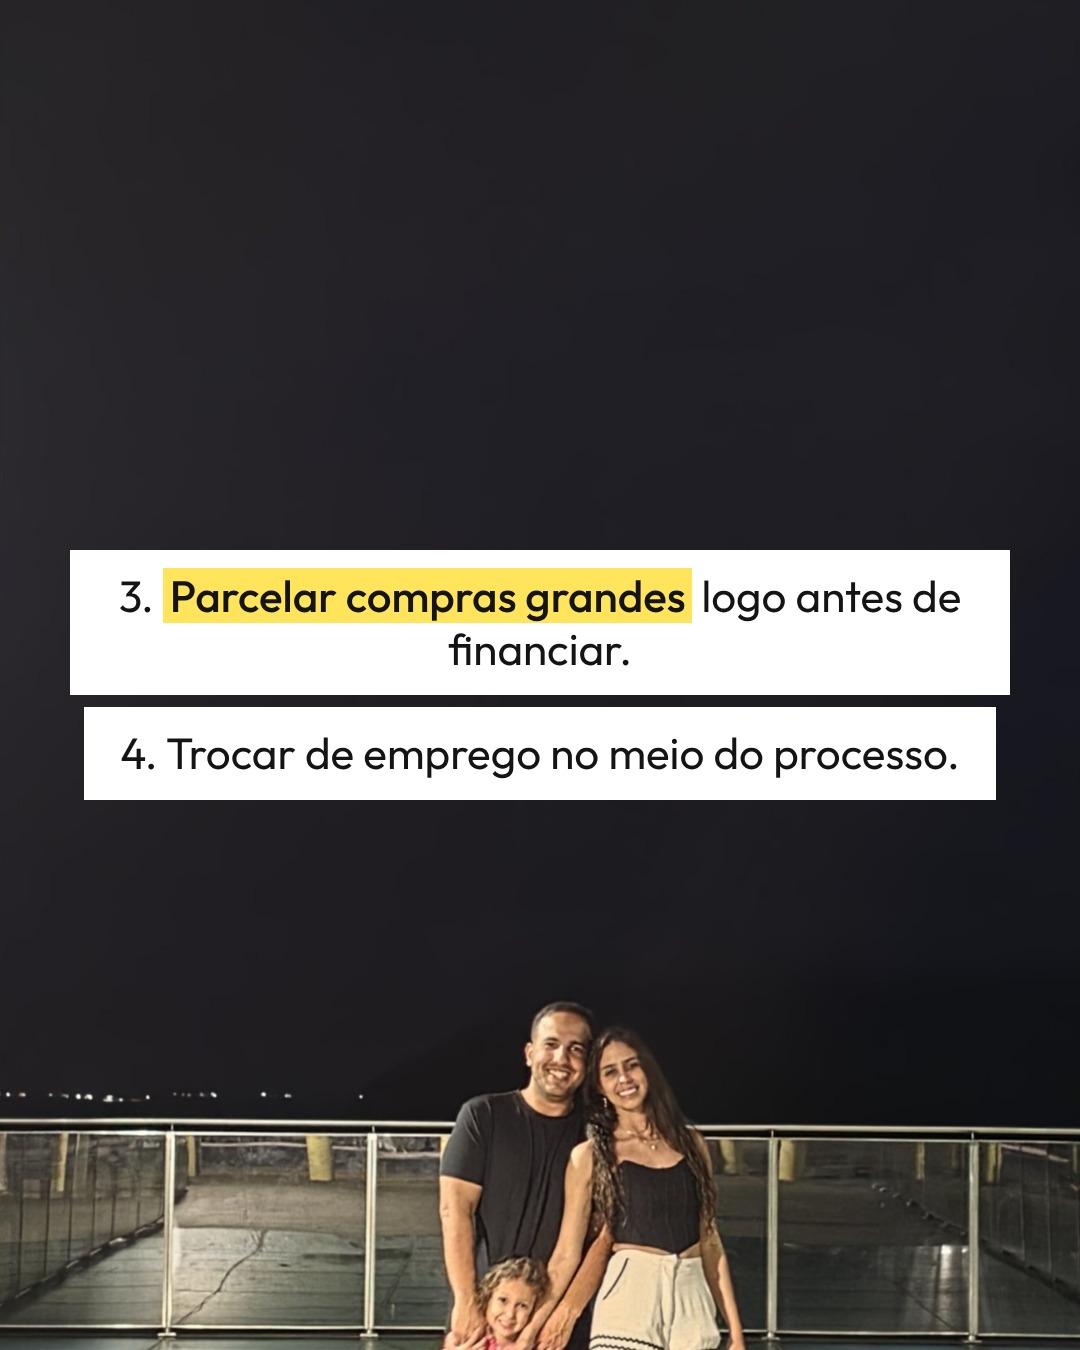 3. Parcelar compras grandes logo antes de
financiar.
4. Trocar de emprego no meio do processo.